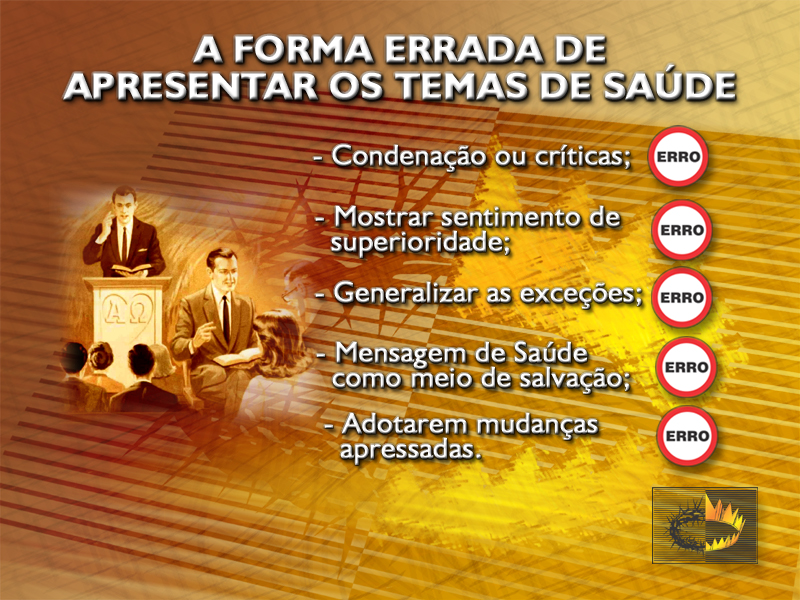 A FORMA ERRADA DE
APRESENTAR OS TEMAS DE SAÚDE
- Condenação ou críticas;
ERRO
- Mostrar sentimento de
superioridade;
ERRO
- Generalizar as exceções;
ERRO
- Mensagem de Saúde
como meio de salvação;
ERRO
- Adotarem mudanças
apressadas.
ERRO
ΑΩ